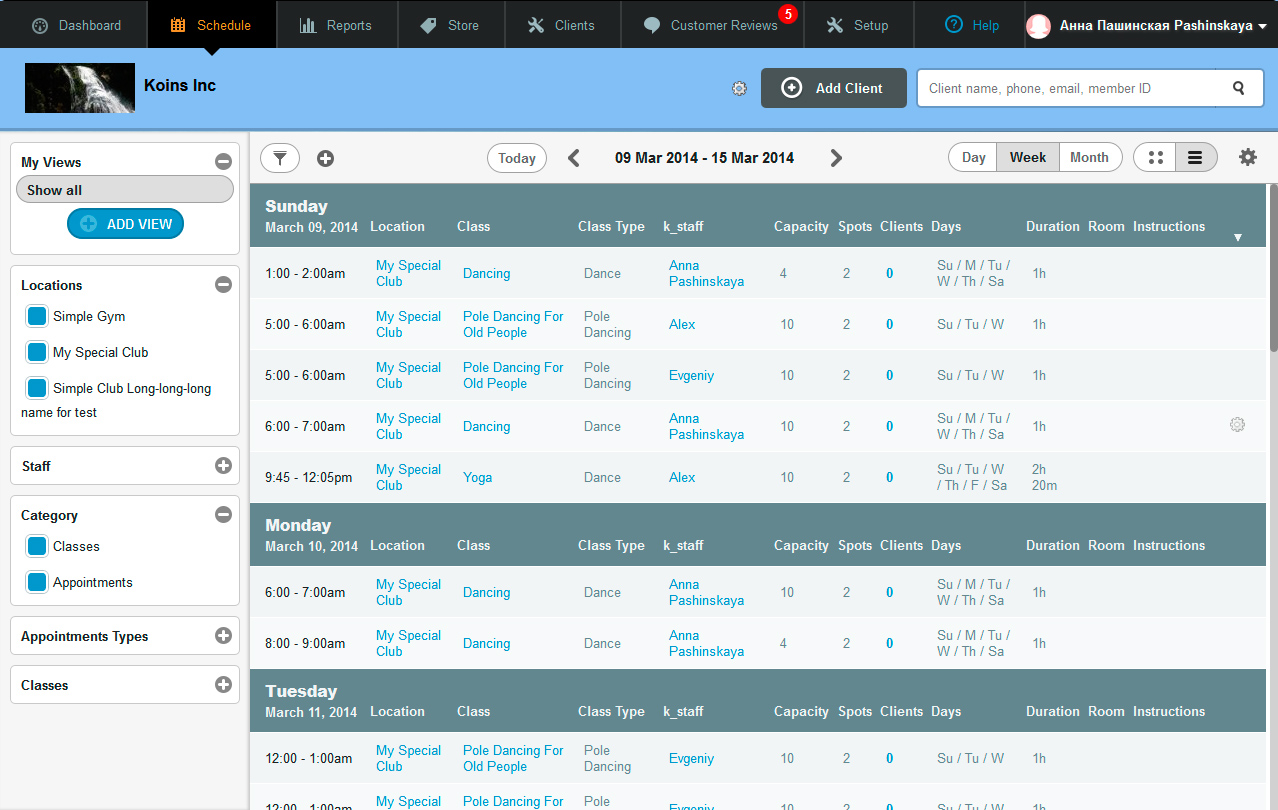 Dashboard
Schedule
Reports
Store
Clients
Customer Reviews
5
Setup
Help
Анна Пашинская Pashinskaya
Koins Inc
Add Client
Client name, phone, email, member ID
My Views
Show all
ADD VIEW
Locations
Simple Gym
My Special Club
Simple Club Long-long-long
name for test
Staff
Category
Classes
Appointments
Appointments Types
Classes
Today
09 Mar 2014 - 15 Mar 2014
Day Week Month
Sunday
March 09, 2014 Location Class Class Type k_staff Capacity Spots Clients Days Duration Room Instructions
1:00 - 2:00am My Special Club Dancing Dance Anna Pashinskaya 4 2 0 Su / M / Tu / W / Th / Sa 1h
5:00 - 6:00am My Special Club Pole Dancing For Old People Pole Dancing Alex 10 2 0 Su / Tu / W 1h
5:00 - 6:00am My Special Club Pole Dancing For Old People Pole Dancing Evgeniy 10 2 0 Su / Tu / W 1h
6:00 - 7:00am My Special Club Dancing Dance Anna Pashinskaya 10 2 0 Su / M / Tu / W / Th / Sa 1h
9:45 - 12:05pm My Special Club Yoga Dance Alex 10 2 0 Su / Tu / W / Th / F / Sa 2h 20m
Monday
March 10, 2014 Location Class Class Type k_staff Capacity Spots Clients Days Duration Room Instructions
6:00 - 7:00am My Special Club Dancing Dance Anna Pashinskaya 10 2 0 Su / M / Tu / W / Th / Sa 1h
8:00 - 9:00am My Special Club Dancing Dance Anna Pashinskaya 4 2 0 Su / M / Tu / W / Th / Sa 1h
Tuesday
March 11, 2014 Location Class Class Type k_staff Capacity Spots Clients Days Duration Room Instructions
12:00 - 1:00am My Special Club Pole Dancing For Old People Pole Dancing Evgeniy 10 2 0 Su / Tu / W 1h
12:00 - 1:00am My Special Pole Dancing For Pole Evgeniy